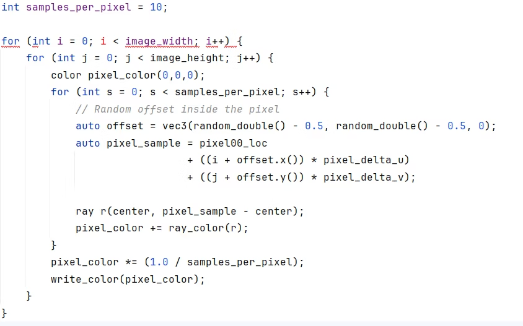 int samples_per_pixel = 10;
for (int i = 0; i < image_width; i++) {
    for (int j = 0; j < image_height; j++) {
        color pixel_color(0,0,0);
        for (int s = 0; s < samples_per_pixel; s++) {
            // Random offset inside the pixel
            auto offset = vec3(random_double() - 0.5, random_double() - 0.5, 0);
            auto pixel_sample = pixel00_loc
                              + ((i + offset.x()) * pixel_delta_u)
                              + ((j + offset.y()) * pixel_delta_v);
            ray r(center, pixel_sample - center);
            pixel_color += ray_color(r);
        }
        pixel_color *= (1.0 / samples_per_pixel);
        write_color(pixel_color);
    }
}